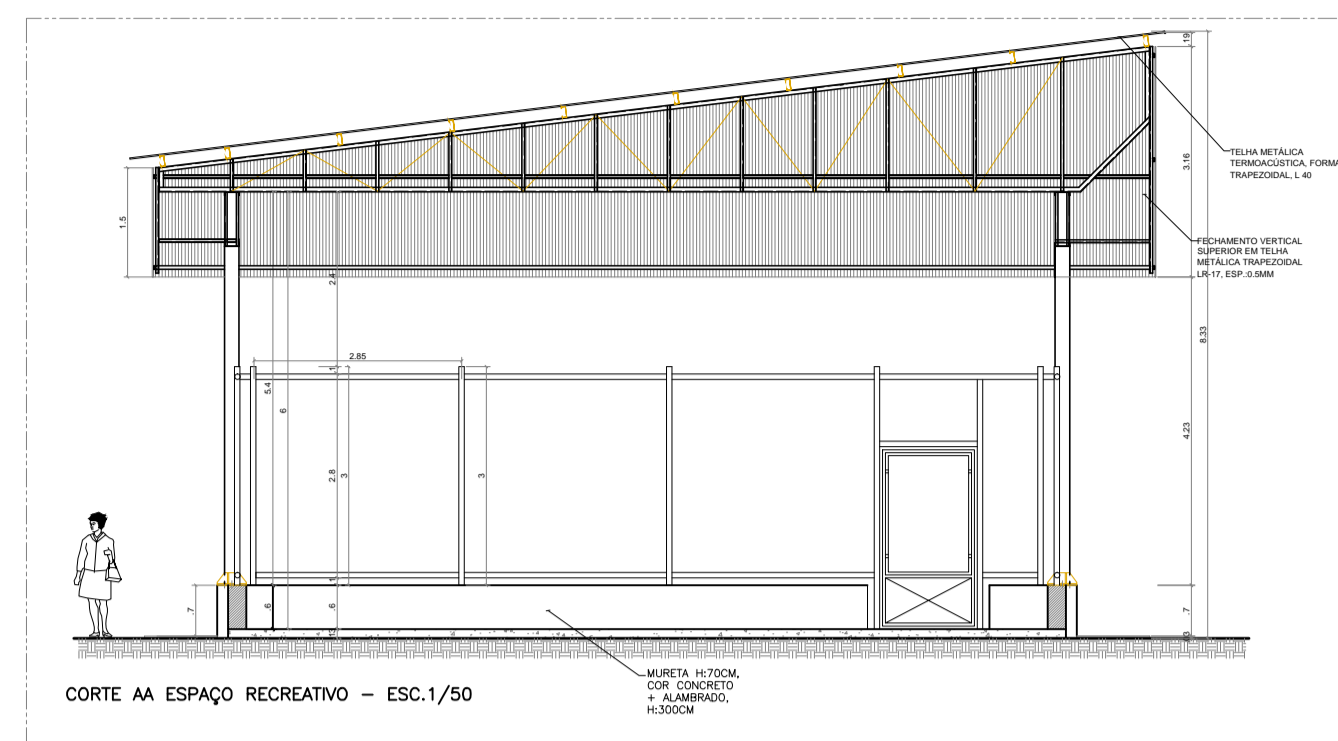 .19
TELHA METÁLICA
TERMOACÚSTICA, FORMA
TRAPEZOIDAL, L 40
3.16
1.5
FECHAMENTO VERTICAL
SUPERIOR EM TELHA
METÁLICA TRAPEZOIDAL
LR-17, ESP.:0.5MM
2.4
8.33
2.85
.1
5.4
6
4.23
2.8
3
3
.1
.7
.6
.6
.7
MURETA H:70CM,
COR CONCRETO
+ ALAMBRADO,
H:300CM
CORTE AA ESPAÇO RECREATIVO – ESC.1/50